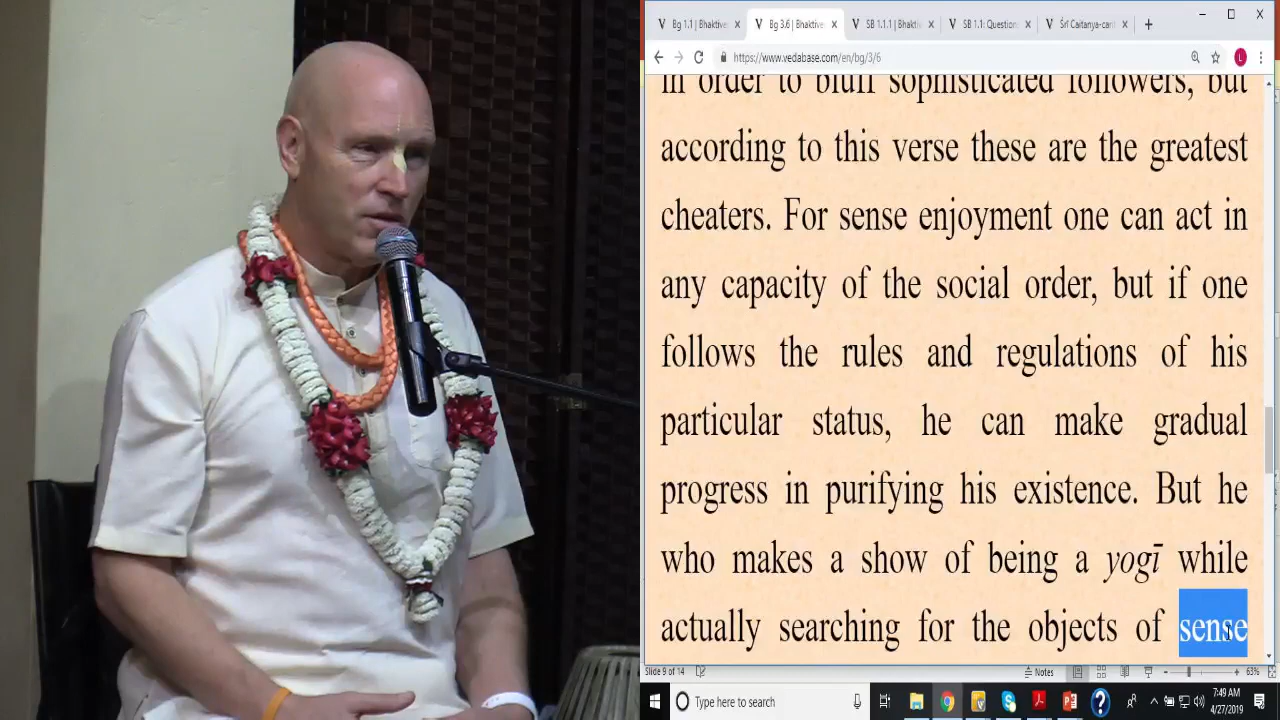 Bg 1.1 | Bhaktive
Bg 3.6 | Bhaktive
SB 1.1.1 | Bhakti
SB 1.1: Question
Śrī Caitanya-cari
https://www.vedabase.com/en/bg/3/6
in order to bluff sophisticated followers, but
according to this verse these are the greatest
cheaters. For sense enjoyment one can act in
any capacity of the social order, but if one
follows the rules and regulations of his
particular status, he can make gradual
progress in purifying his existence. But he
who makes a show of being a yogī while
actually searching for the objects of sense
Slide 9 of 14
Notes
63%
Type here to search
7:49 AM
4/27/2019